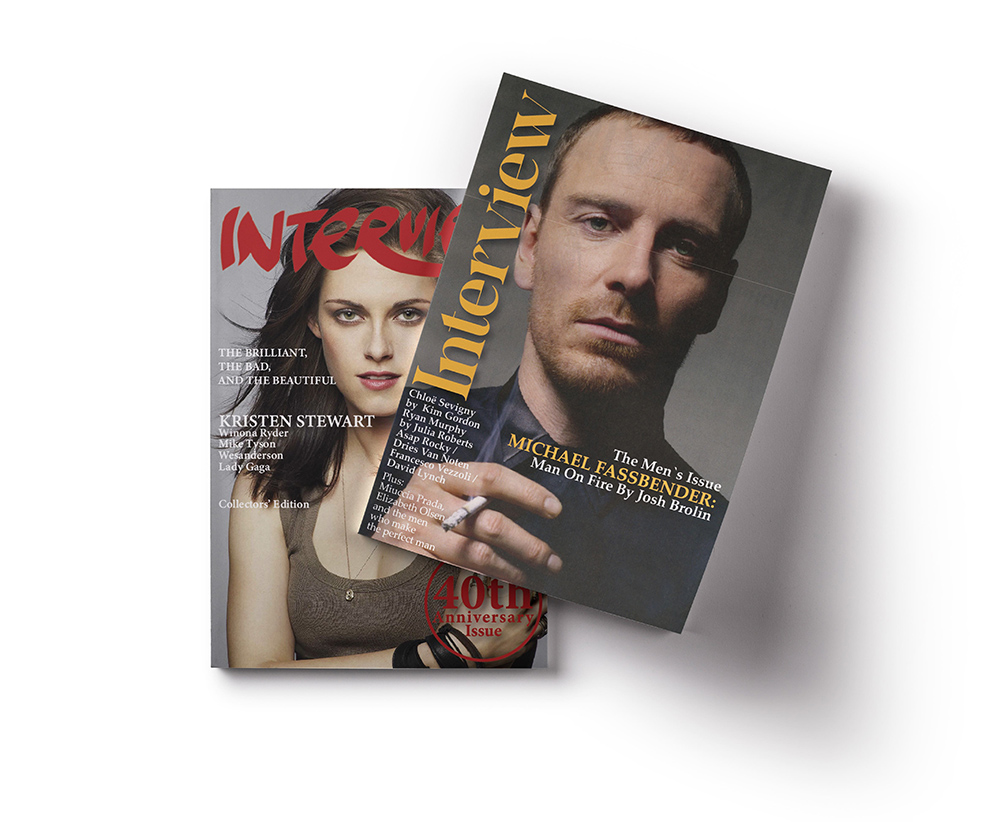 INTERVI
THE BRILLIANT,
THE BAD,
AND THE BEAUTIFUL
KRISTEN STEWART
Winona Ryder
Mike Tyson
Wesanderson
Lady Gaga
Collectors' Edition
40th
Anniversary
Issue
Interview
Chloë Sevigny
by Kim Gordon
Ryan Murphy
by Julia Roberts
Asap Rocky /
Dries Van Noten
Francesco Vezzoli /
David Lynch
Plus:
Miuccia Prada,
Elizabeth Olsen
and the men
who make
the perfect man
The Men`s Issue
MICHAEL FASSBENDER:
Man On Fire By Josh Brolin